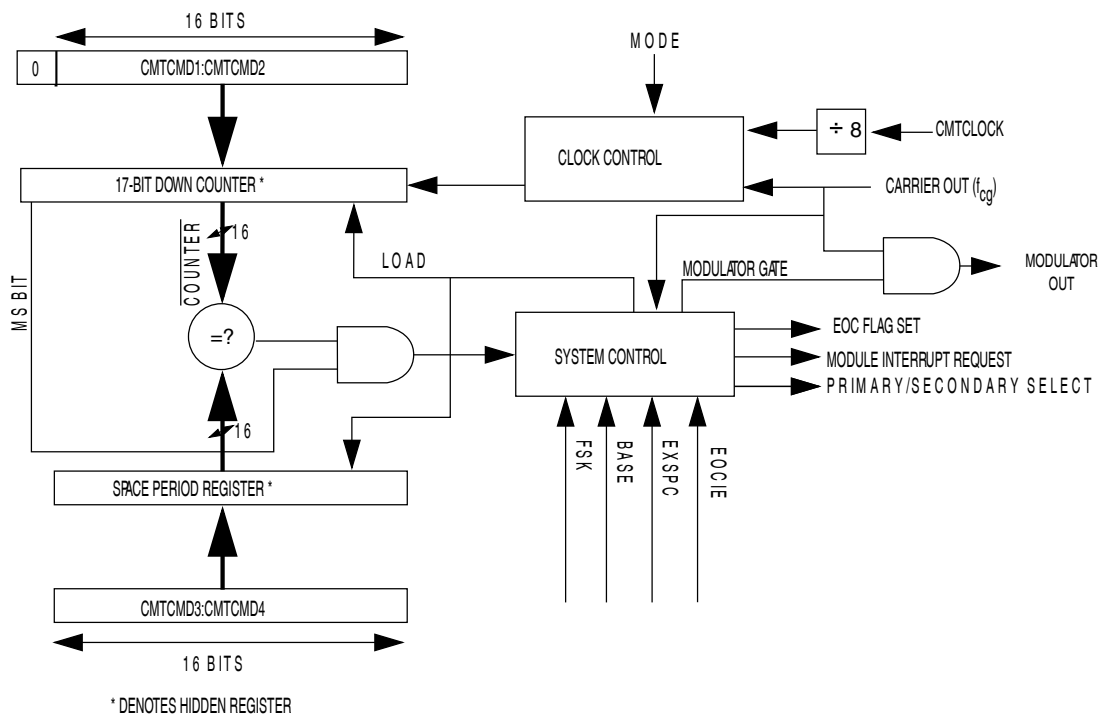 16 BITS
0
CMTCMD1:CMTCMD2
MODE
÷ 8
CMTCLOCK
CLOCK CONTROL
17-BIT DOWN COUNTER *
CARRIER OUT (fcg)
16
COUNTER
LOAD
MODULATOR GATE
MODULATOR
OUT
MS BIT
=?
EOC FLAG SET
SYSTEM CONTROL
MODULE INTERRUPT REQUEST
PRIMARY/SECONDARY SELECT
16
FSK
BASE
EXSPC
EOCIE
SPACE PERIOD REGISTER *
CMTCMD3:CMTCMD4
16 BITS
* DENOTES HIDDEN REGISTER